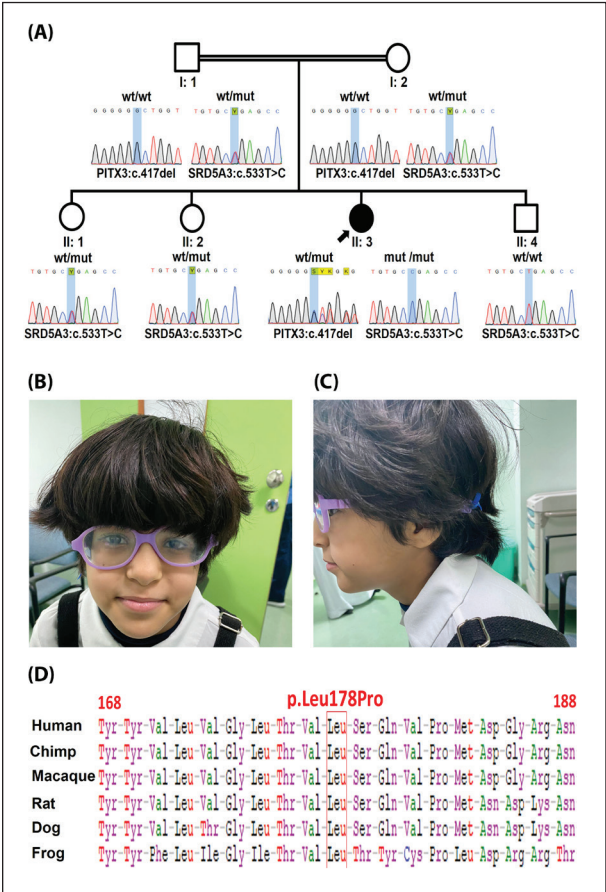 (A)
I: 1
I: 2
wt/wt
wt/mut
wt/wt
wt/mut
G G G G G G C T G G T
T G T G C Y G A G C C
G G G G G G C T G G T
T G T G C Y G A G C C
PITX3:c.417del
SRD5A3:c.533T>C
PITX3:c.417del
SRD5A3:c.533T>C
II: 1
II: 2
II: 3
II: 4
wt/mut
wt/mut
wt/mut
mut /mut
wt/wt
T G T G C Y G A G C C
T G T G C Y G A G C C
G G G G G S Y K G K G
T G T G C C G A G C C
T G T G C T G A G C C
SRD5A3:c.533T>C
SRD5A3:c.533T>C
PITX3:c.417del
SRD5A3:c.533T>C
SRD5A3:c.533T>C
(B)
(C)
(D)
168 p.Leu178Pro 188
Human Tyr-Tyr-Val-Leu-Val-Gly-Leu-Thr-Val-Leu-Ser-Gln-Val-Pro-Met-Asp-Gly-Arg-Asn
Chimp Tyr-Tyr-Val-Leu-Val-Gly-Leu-Thr-Val-Leu-Ser-Gln-Val-Pro-Met-Asp-Gly-Arg-Asn
Macaque Tyr-Tyr-Val-Leu-Val-Gly-Leu-Thr-Val-Leu-Ser-Gln-Val-Pro-Met-Asp-Gly-Arg-Asn
Rat Tyr-Tyr-Val-Leu-Val-Gly-Leu-Thr-Val-Leu-Ser-Gln-Val-Pro-Met-Asn-Asp-Lys-Asn
Dog Tyr-Tyr-Val-Leu-Thr-Gly-Leu-Thr-Val-Leu-Ser-Gln-Val-Pro-Met-Asn-Asp-Lys-Asn
Frog Tyr-Tyr-Phe-Leu-Ile-Gly-Ile-Thr-Val-Leu-Thr-Tyr-Cys-Pro-Leu-Asp-Arg-Arg-Thr